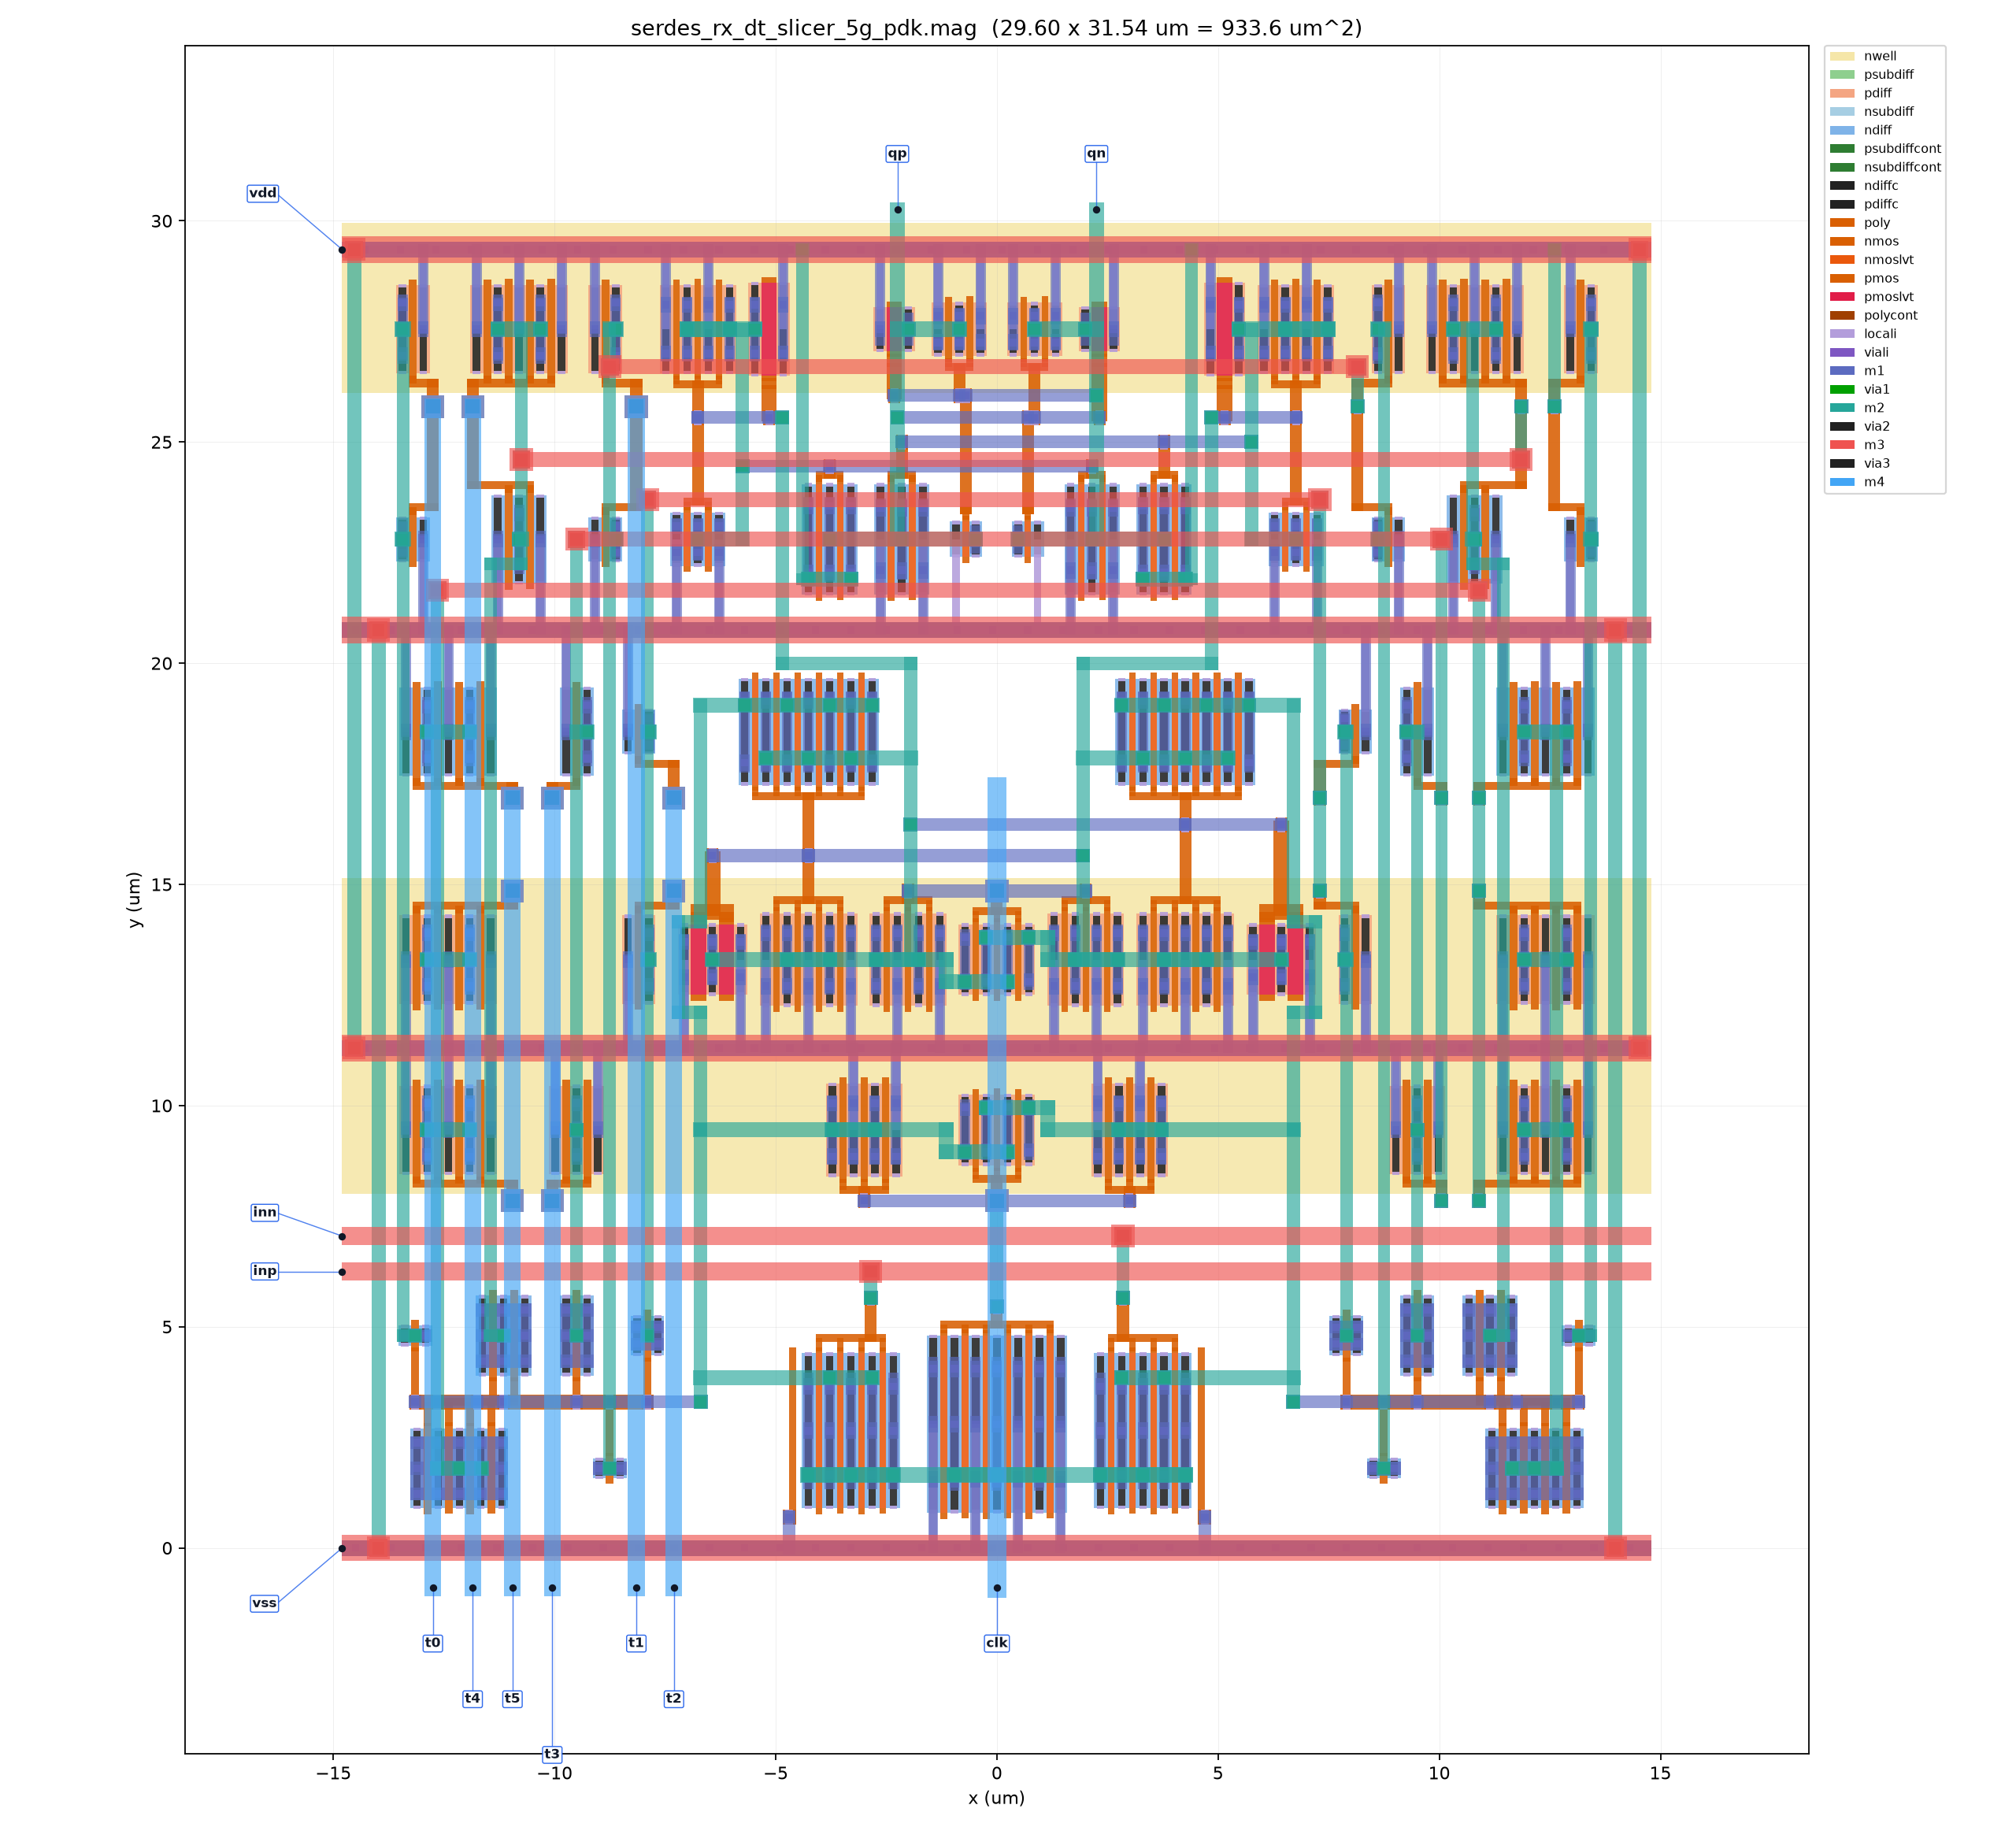 serdes_rx_dt_slicer_5g_pdk.mag  (29.60 x 31.54 um = 933.6 um^2)
nwell
psubdiff
pdiff
nsubdiff
ndiff
psubdiffcont
nsubdiffcont
ndiffc
pdiffc
poly
nmos
nmoslvt
pmos
pmoslvt
polycont
locali
viali
m1
via1
m2
via2
m3
via3
m4
qp
qn
vdd
inn
inp
vss
t0
t1
clk
t4
t5
t2
t3
30
25
20
15
10
5
0
y (um)
−15
−10
−5
0
5
10
15
x (um)